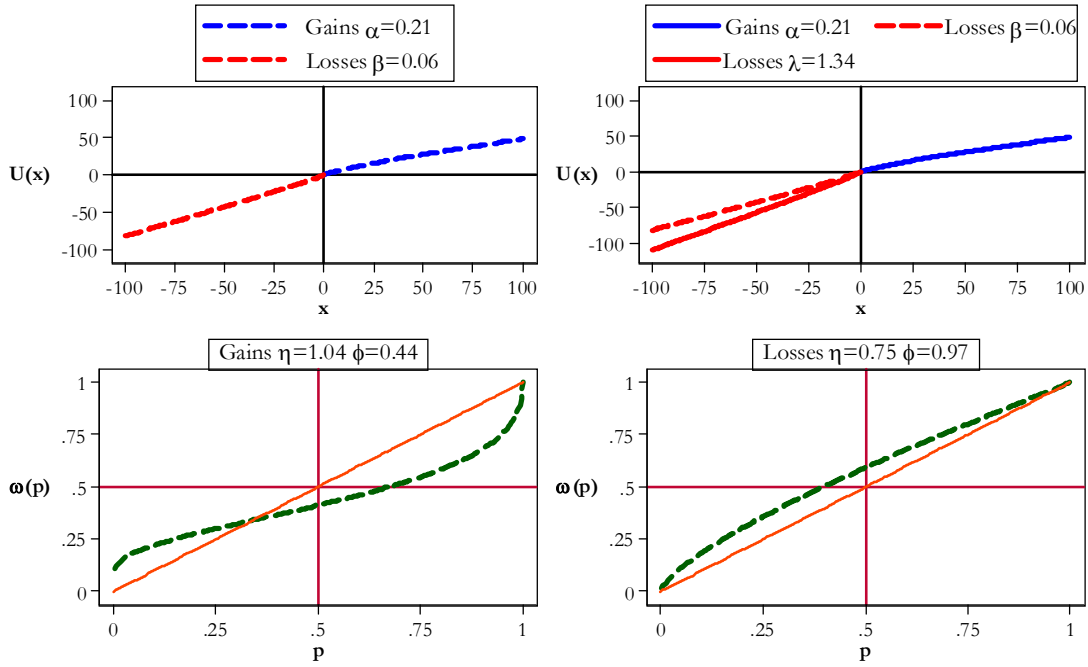 Gains α=0.21
Losses β=0.06
100
50
0
-50
-100
U(x)
-100 -75 -50 -25 0 25 50 75 100
x
Gains α=0.21 Losses β=0.06
Losses λ=1.34
100
50
0
-50
-100
U(x)
-100 -75 -50 -25 0 25 50 75 100
x
Gains η=1.04 ϕ=0.44
1
.75
.5
.25
0
ω(p)
0 .25 .5 .75 1
p
Losses η=0.75 ϕ=0.97
1
.75
.5
.25
0
ω(p)
0 .25 .5 .75 1
p